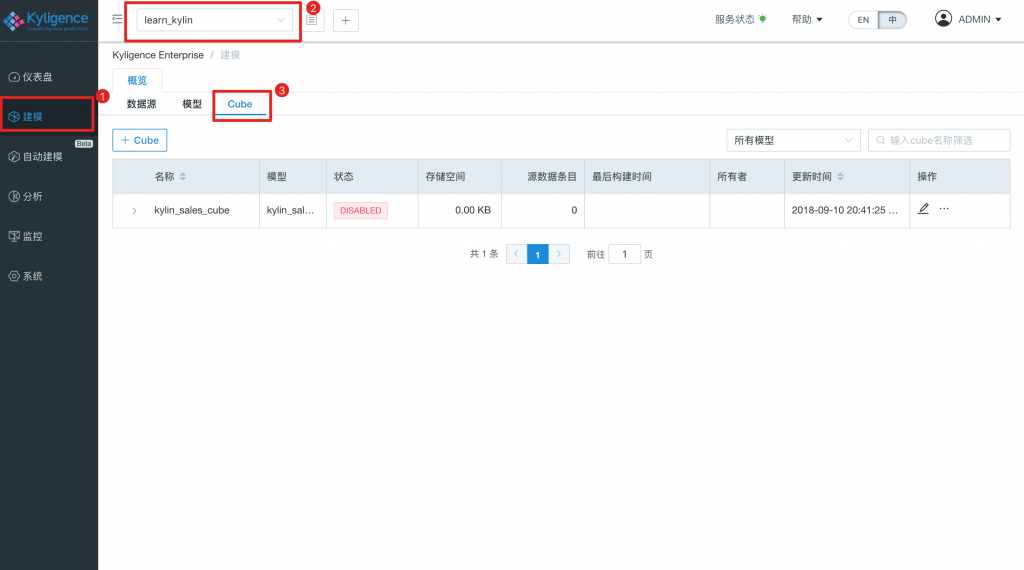 Kyligence
learn_kylin
2
服务状态
帮助
EN
中
ADMIN
Kyligence Enterprise / 建模
仪表盘
概览
1
建模
数据源
模型
Cube
3
Beta
自动建模
+ Cube
所有模型
输入cube名称筛选
名称
模型
状态
存储空间
源数据条目
最后构建时间
所有者
更新时间
操作
分析
kylin_sales_cube
kylin_sal...
DISABLED
0.00 KB
0
2018-09-10 20:41:25 ...
监控
共 1 条
1
前往
1
页
系统